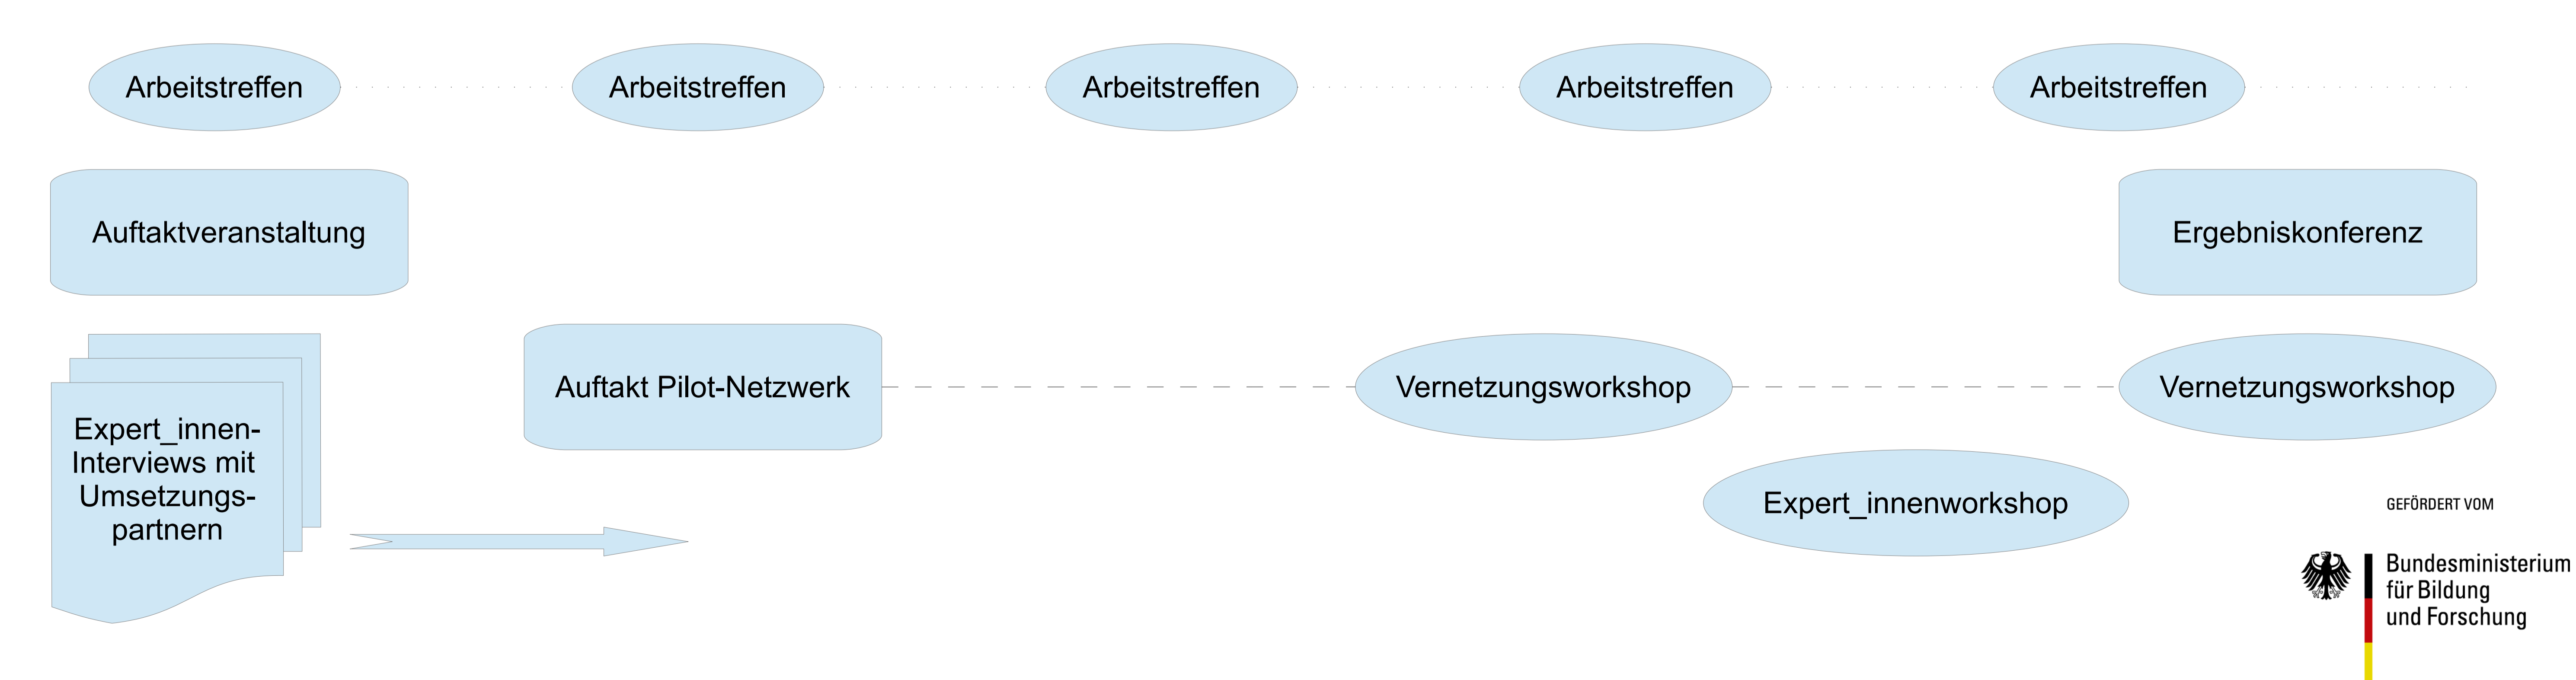 Arbeitstreffen
Arbeitstreffen
Arbeitstreffen
Arbeitstreffen
Arbeitstreffen
Auftaktveranstaltung
Ergebniskonferenz
Auftakt Pilot-Netzwerk
Vernetzungsworkshop
Vernetzungsworkshop
Expert_innen-
Interviews mit
Umsetzungs-
partnern
Expert_innenworkshop
GEFÖRDERT VOM
Bundesministerium
für Bildung
und Forschung